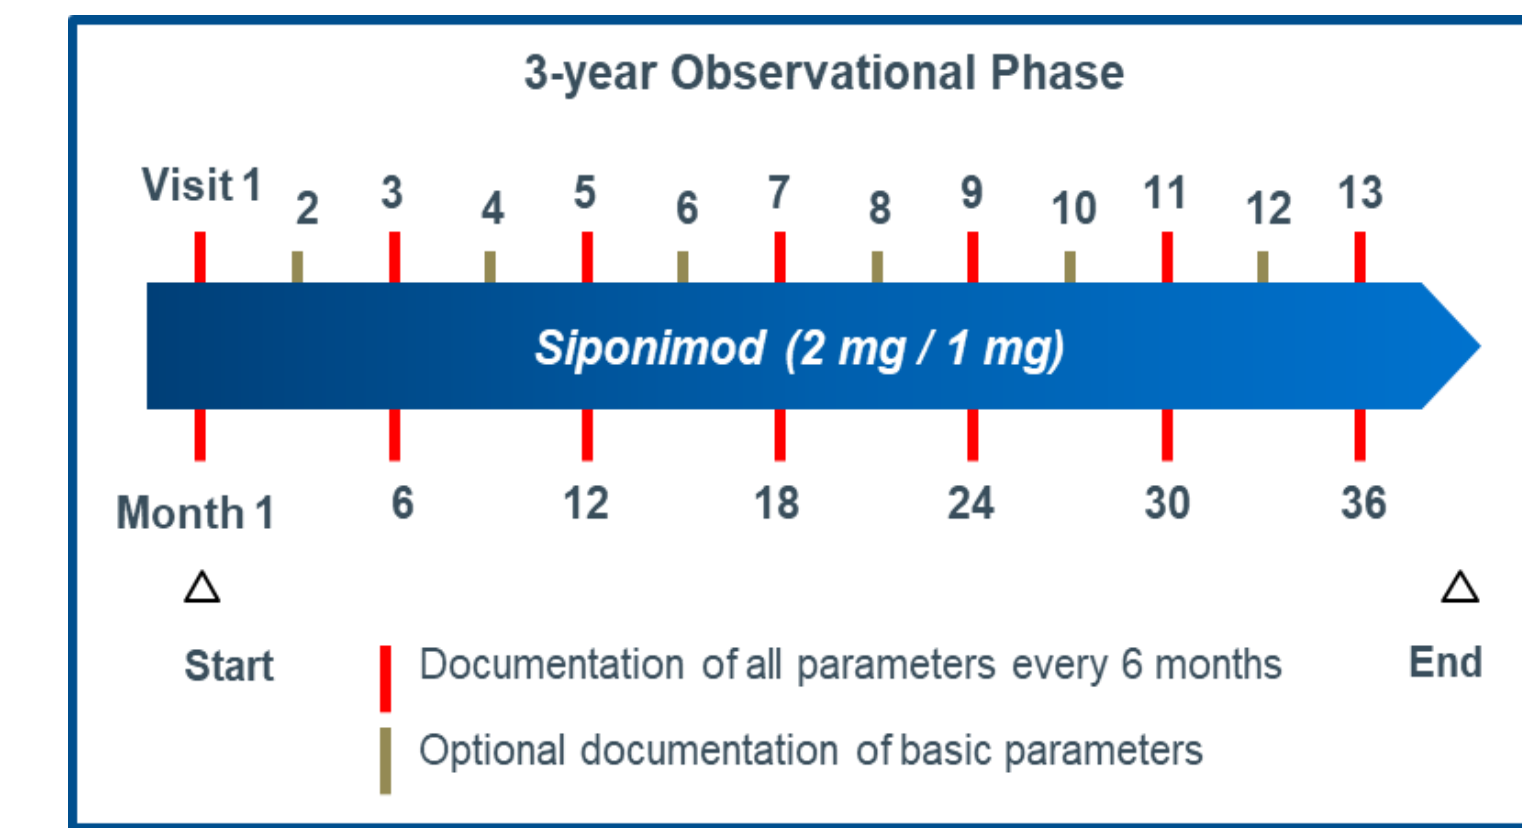 3-year Observational Phase
Visit 1 2 3 4 5 6 7 8 9 10 11 12 13
Siponimod (2 mg / 1 mg)
Month 1 6 12 18 24 30 36
Start
End
Documentation of all parameters every 6 months
Optional documentation of basic parameters